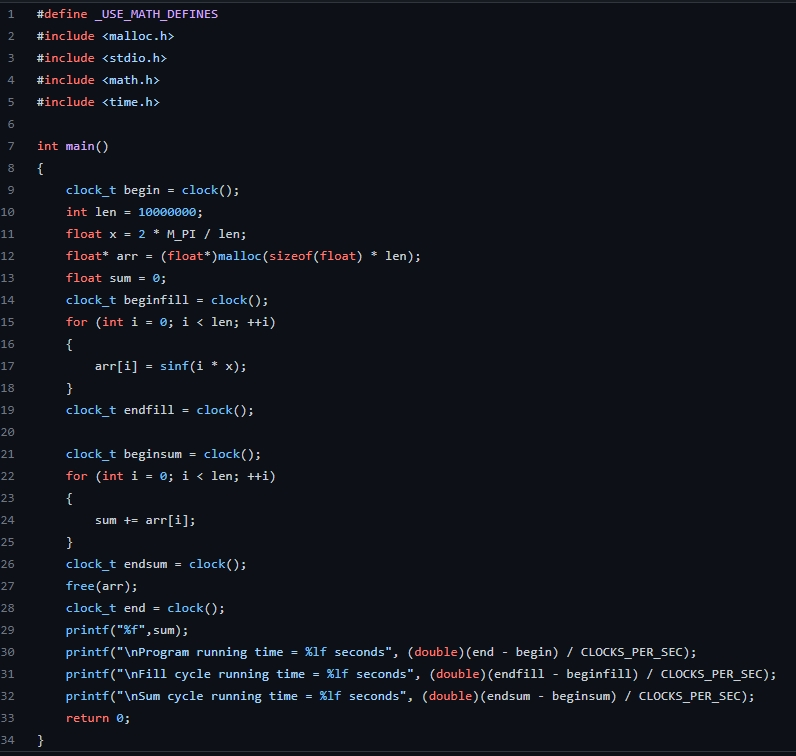 1 #define _USE_MATH_DEFINES
2 #include <malloc.h>
3 #include <stdio.h>
4 #include <math.h>
5 #include <time.h>
6
7 int main()
8 {
9     clock_t begin = clock();
10     int len = 10000000;
11     float x = 2 * M_PI / len;
12     float* arr = (float*)malloc(sizeof(float) * len);
13     float sum = 0;
14     clock_t beginfill = clock();
15     for (int i = 0; i < len; ++i)
16     {
17         arr[i] = sinf(i * x);
18     }
19     clock_t endfill = clock();
20
21     clock_t beginsum = clock();
22     for (int i = 0; i < len; ++i)
23     {
24         sum += arr[i];
25     }
26     clock_t endsum = clock();
27     free(arr);
28     clock_t end = clock();
29     printf("%f",sum);
30     printf("\nProgram running time = %lf seconds", (double)(end - begin) / CLOCKS_PER_SEC);
31     printf("\nFill cycle running time = %lf seconds", (double)(endfill - beginfill) / CLOCKS_PER_SEC);
32     printf("\nSum cycle running time = %lf seconds", (double)(endsum - beginsum) / CLOCKS_PER_SEC);
33     return 0;
34 }